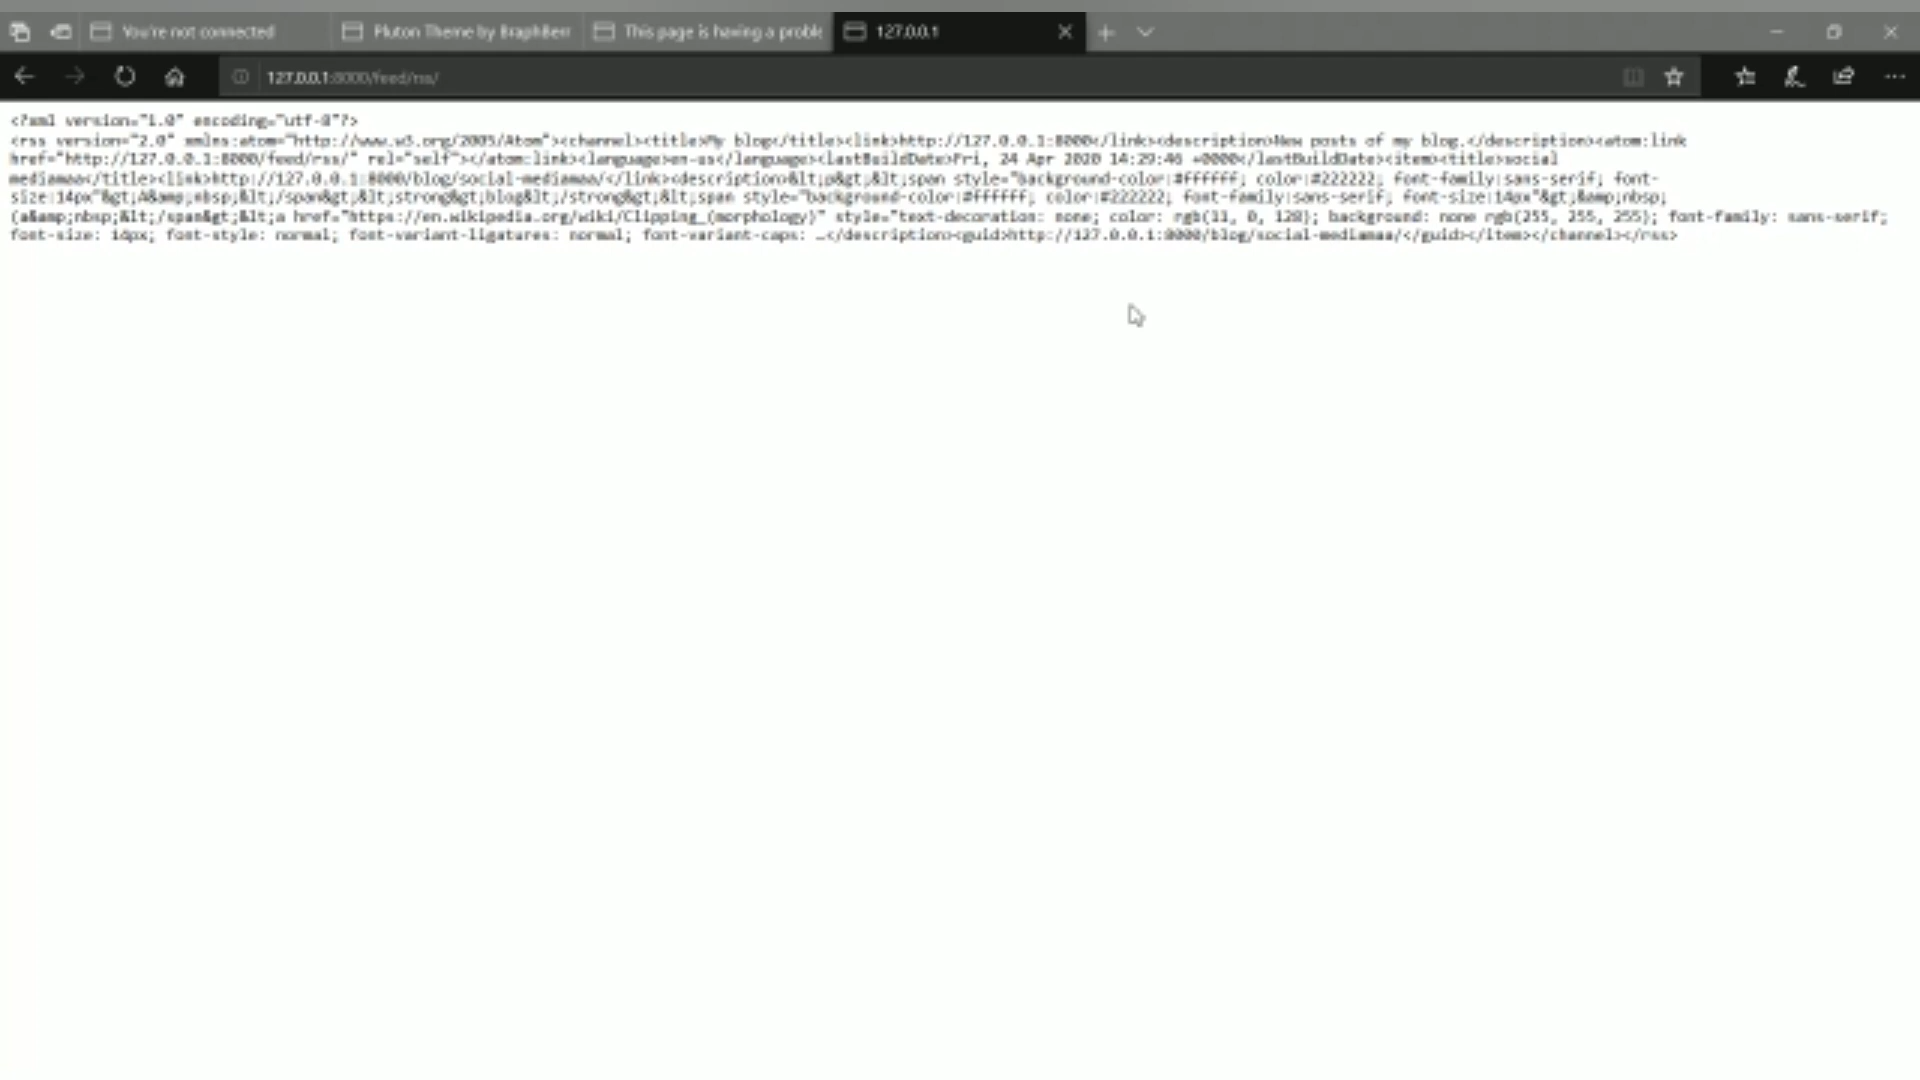 You're not connected
Pluton Theme by BraphBerr
This page is having a proble
127.0.0.1
127.0.0.1:8000/feed/rss/
<?xml version="1.0" encoding="utf-8"?>
<rss version="2.0" xmlns:atom="http://www.w3.org/2005/Atom"><channel><title>My blog</title><link>http://127.0.0.1:8000</link><description>New posts of my blog.</description><atom:link
href="http://127.0.0.1:8000/feed/rss/" rel="self"></atom:link><language>en-us</language><lastBuildDate>Fri, 24 Apr 2020 14:29:46 +0000</lastBuildDate><item><title>social
mediamaa</title><link>http://127.0.0.1:8000/blog/social-mediamaa/</link><description>&lt;p&gt;&lt;span style="background-color:#ffffff; color:#222222; font-family:sans-serif; font-
size:14px"&gt;A&amp;nbsp;&lt;/span&gt;&lt;strong&gt;blog&lt;/strong&gt;&lt;span style="background-color:#ffffff; color:#222222; font-family:sans-serif; font-size:14px"&gt;&amp;nbsp;
(a&amp;nbsp;&lt;/span&gt;&lt;a href="https://en.wikipedia.org/wiki/Clipping_(morphology)" style="text-decoration: none; color: rgb(11, 0, 128); background: none rgb(255, 255, 255); font-family: sans-serif;
font-size: 14px; font-style: normal; font-variant-ligatures: normal; font-variant-caps: …</description><guid>http://127.0.0.1:8000/blog/social-mediamaa/</guid></item></channel></rss>